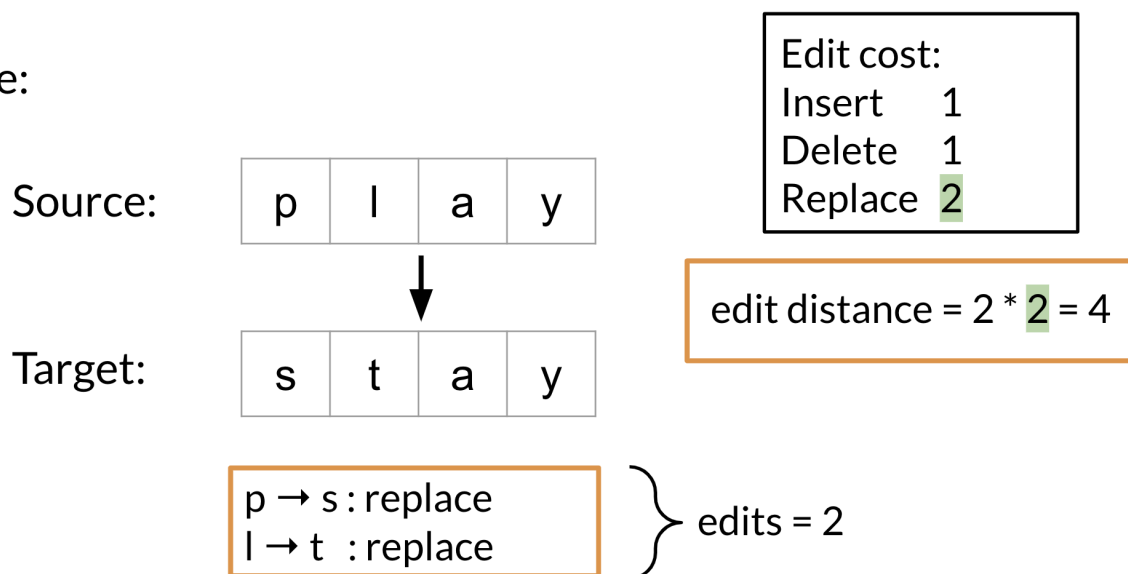 e:
Edit cost:
Insert 1
Delete 1
Replace 2
Source:
p l a y
edit distance = 2 * 2 = 4
Target:
s t a y
p → s : replace
l → t : replace
edits = 2